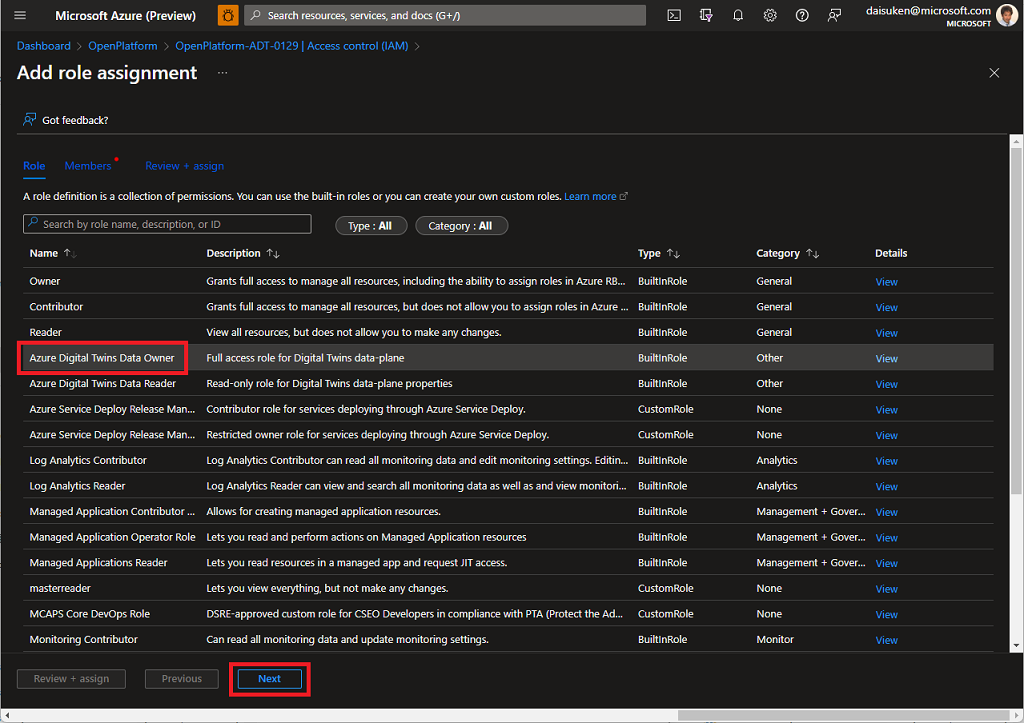 Microsoft Azure (Preview)
Search resources, services, and docs (G+/)
daisuken@microsoft.com
MICROSOFT
Dashboard > OpenPlatform > OpenPlatform-ADT-0129 | Access control (IAM) >
Add role assignment ...
Got feedback?
Role Members * Review + assign
A role definition is a collection of permissions. You can use the built-in roles or you can create your own custom roles. Learn more
Search by role name, description, or ID
Type : All
Category : All
Name ↑↓ Description ↑↓ Type ↑↓ Category ↑↓ Details
Owner Grants full access to manage all resources, including the ability to assign roles in Azure RB... BuiltInRole General View
Contributor Grants full access to manage all resources, but does not allow you to assign roles in Azure ... BuiltInRole General View
Reader View all resources, but does not allow you to make any changes. BuiltInRole General View
Azure Digital Twins Data Owner Full access role for Digital Twins data-plane BuiltInRole Other View
Azure Digital Twins Data Reader Read-only role for Digital Twins data-plane properties BuiltInRole Other View
Azure Service Deploy Release Man... Contributor role for services deploying through Azure Service Deploy. CustomRole None View
Azure Service Deploy Release Man... Restricted owner role for services deploying through Azure Service Deploy. CustomRole None View
Log Analytics Contributor Log Analytics Contributor can read all monitoring data and edit monitoring settings. Editin... BuiltInRole Analytics View
Log Analytics Reader Log Analytics Reader can view and search all monitoring data as well as and view monitori... BuiltInRole Analytics View
Managed Application Contributor ... Allows for creating managed application resources. BuiltInRole Management + Gover... View
Managed Application Operator Role Lets you read and perform actions on Managed Application resources BuiltInRole Management + Gover... View
Managed Applications Reader Lets you read resources in a managed app and request JIT access. BuiltInRole Management + Gover... View
masterreader Lets you view everything, but not make any changes. CustomRole None View
MCAPS Core DevOps Role DSRE-approved custom role for CSEO Developers in compliance with PTA (Protect the Ad... CustomRole None View
Monitoring Contributor Can read all monitoring data and update monitoring settings. BuiltInRole Monitor View
Review + assign Previous Next